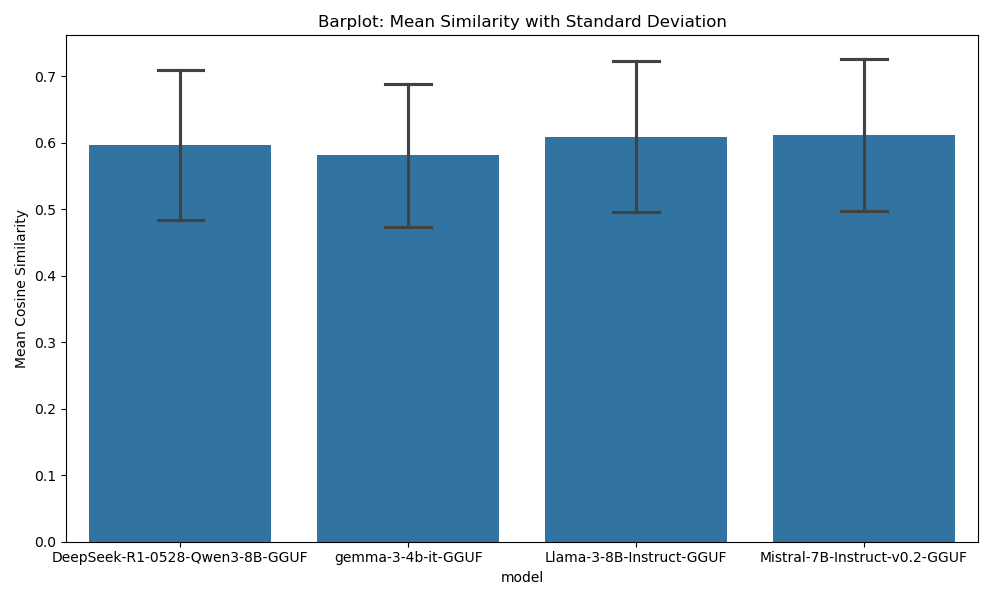 Barplot: Mean Similarity with Standard Deviation
Mean Cosine Similarity
0.7
0.6
0.5
0.4
0.3
0.2
0.1
0.0
DeepSeek-R1-0528-Qwen3-8B-GGUF
gemma-3-4b-it-GGUF
Llama-3-8B-Instruct-GGUF
Mistral-7B-Instruct-v0.2-GGUF
model